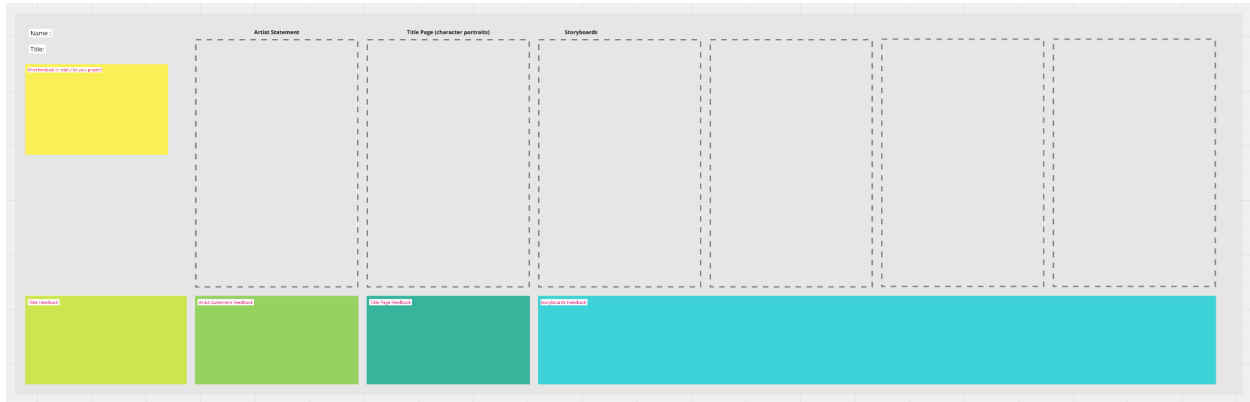 Name :
Title:
Artist Statement
Title Page (character portraits)
Storyboards
What feedback is helpful for your project?
Title Feedback
Artist Statement Feedback
Title Page Feedback
Storyboards Feedback